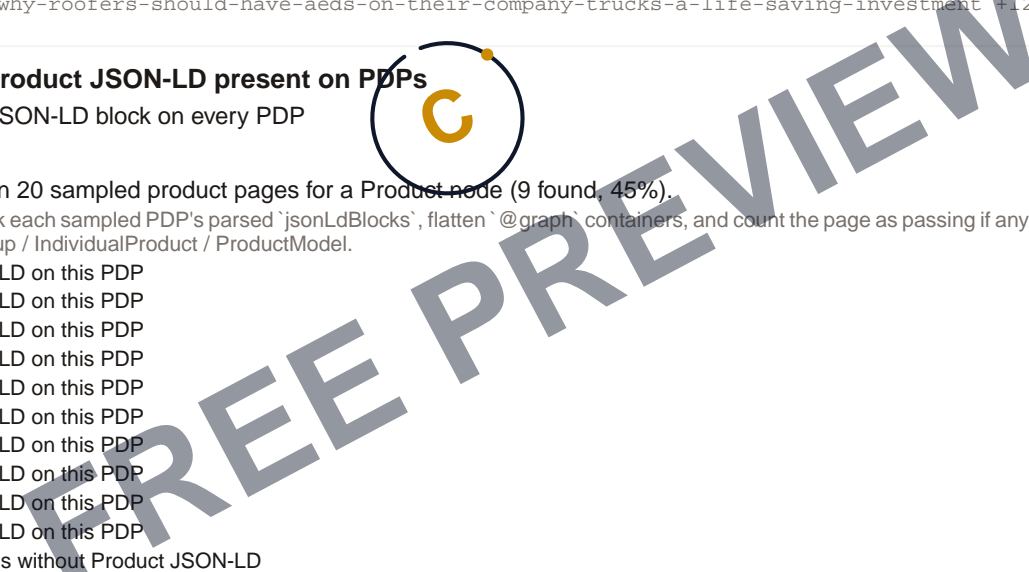 why-roofers-should-have-aeds-on-their-company-trucks-a-life-saving-investment +12
roduct JSON-LD present on PDPs
SON-LD block on every PDP
C
n 20 sampled product pages for a Product node (9 found, 45%).
k each sampled PDP's parsed `jsonLdBlocks`, flatten `@graph` containers, and count the page as passing if any
up / IndividualProduct / ProductModel.
LD on this PDP
LD on this PDP
LD on this PDP
LD on this PDP
LD on this PDP
LD on this PDP
LD on this PDP
LD on this PDP
LD on this PDP
LD on this PDP
s without Product JSON-LD
FREE PREVIEW